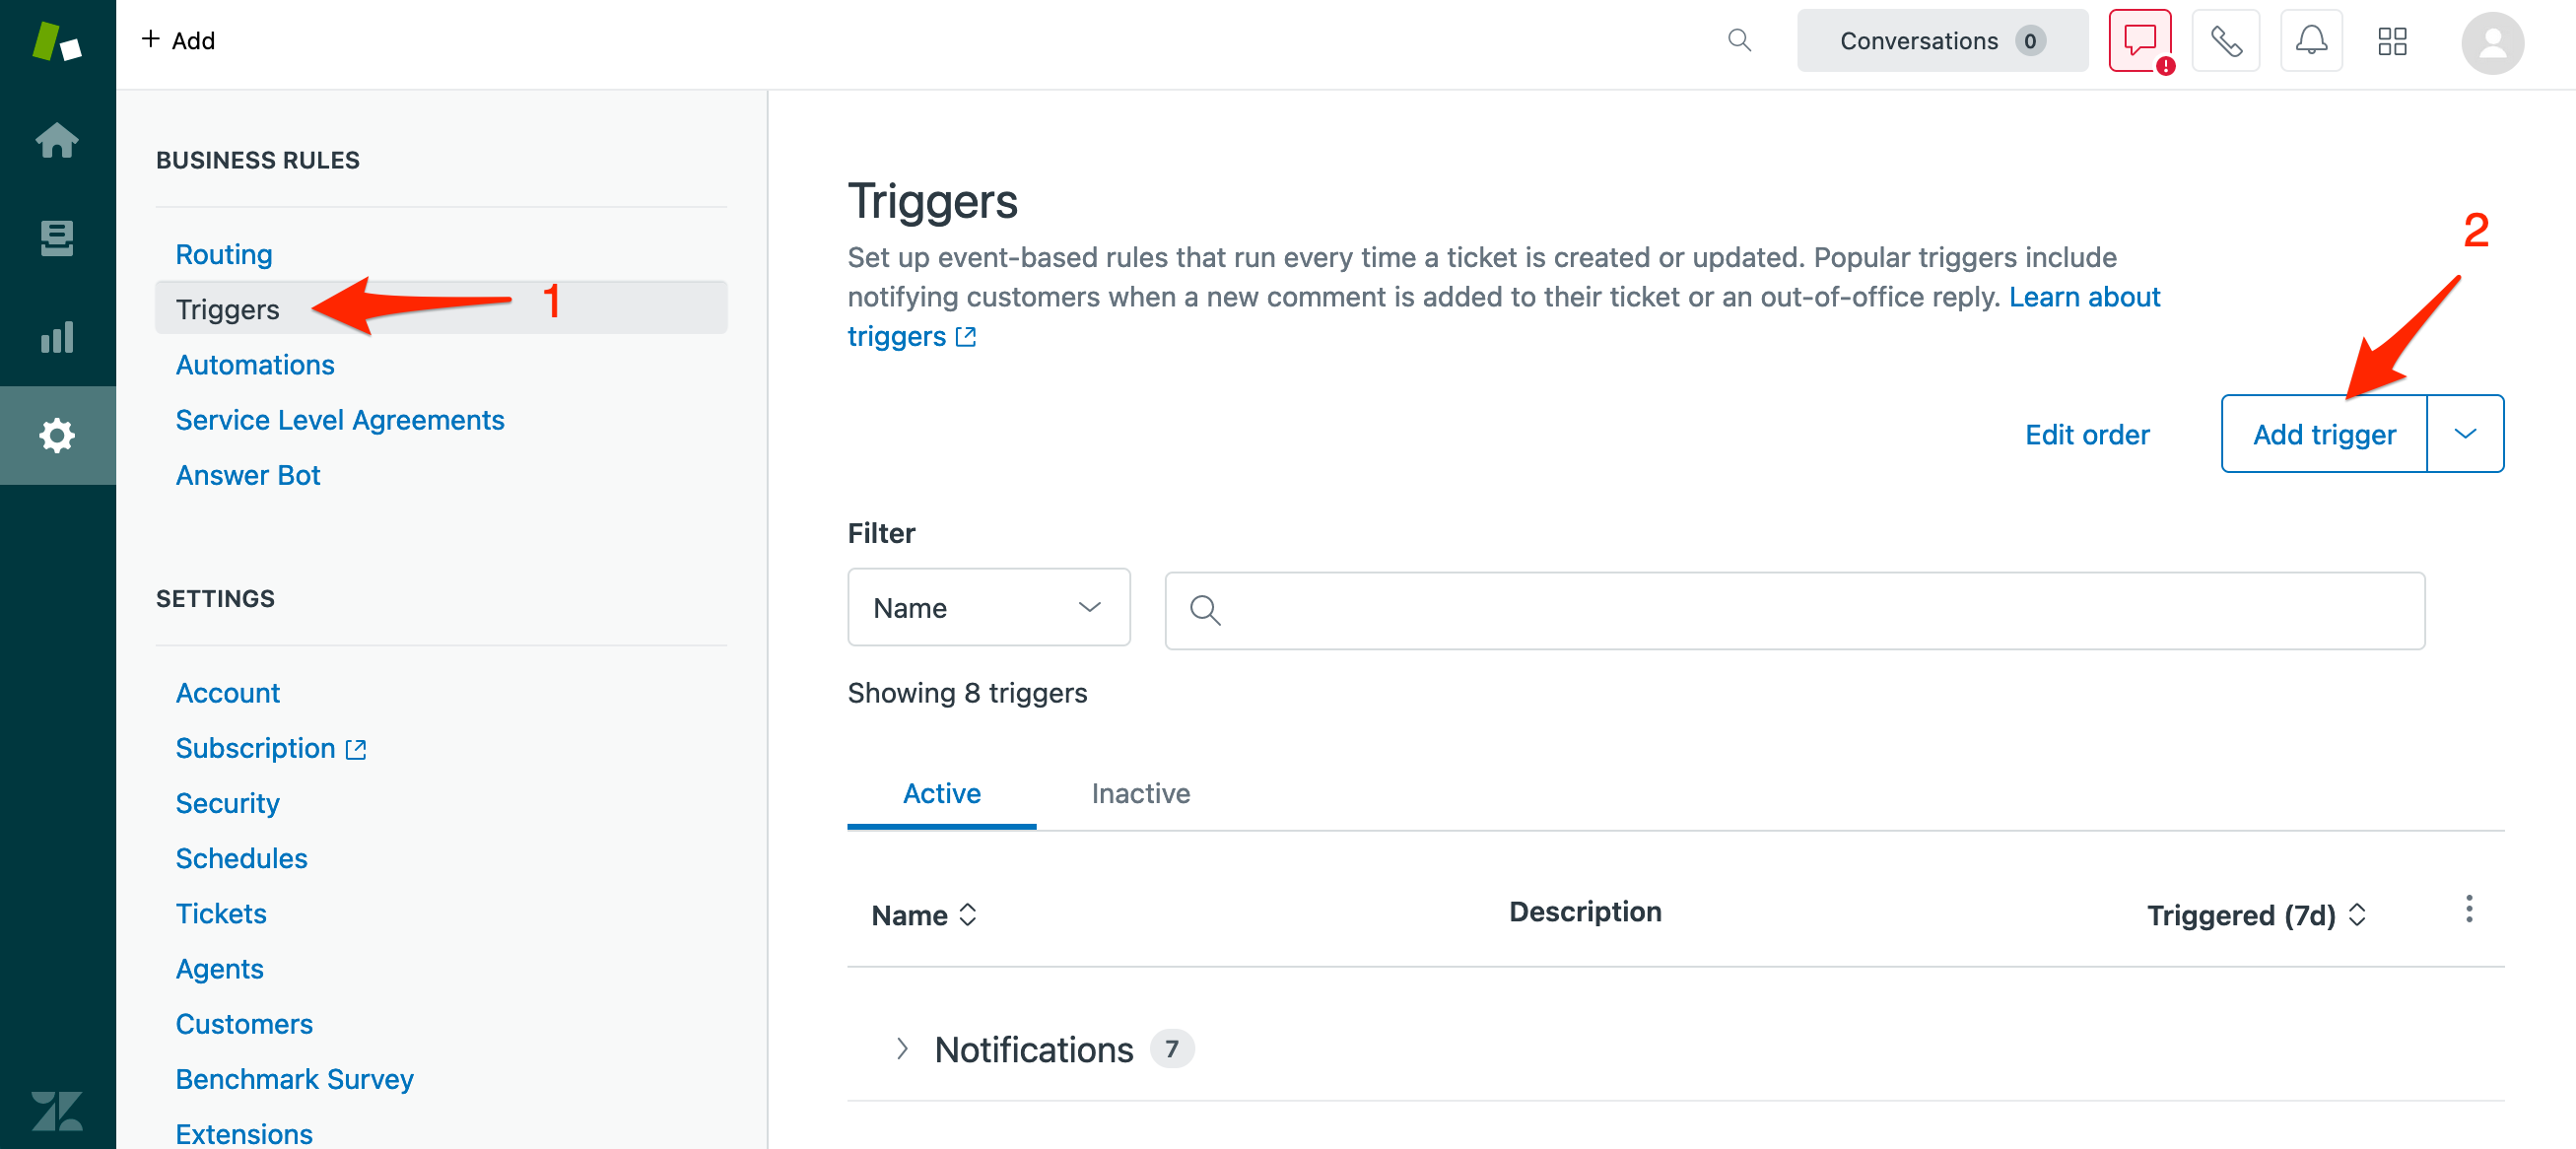 + Add
Conversations 0
!
BUSINESS RULES
Routing
Triggers
1
Automations
Service Level Agreements
Answer Bot
SETTINGS
Account
Subscription
Security
Schedules
Tickets
Agents
Customers
Benchmark Survey
Extensions
Triggers
Set up event-based rules that run every time a ticket is created or updated. Popular triggers include
notifying customers when a new comment is added to their ticket or an out-of-office reply. Learn about
triggers
2
Edit order
Add trigger
Filter
Name
Showing 8 triggers
Active Inactive
Name Description Triggered (7d)
Notifications 7